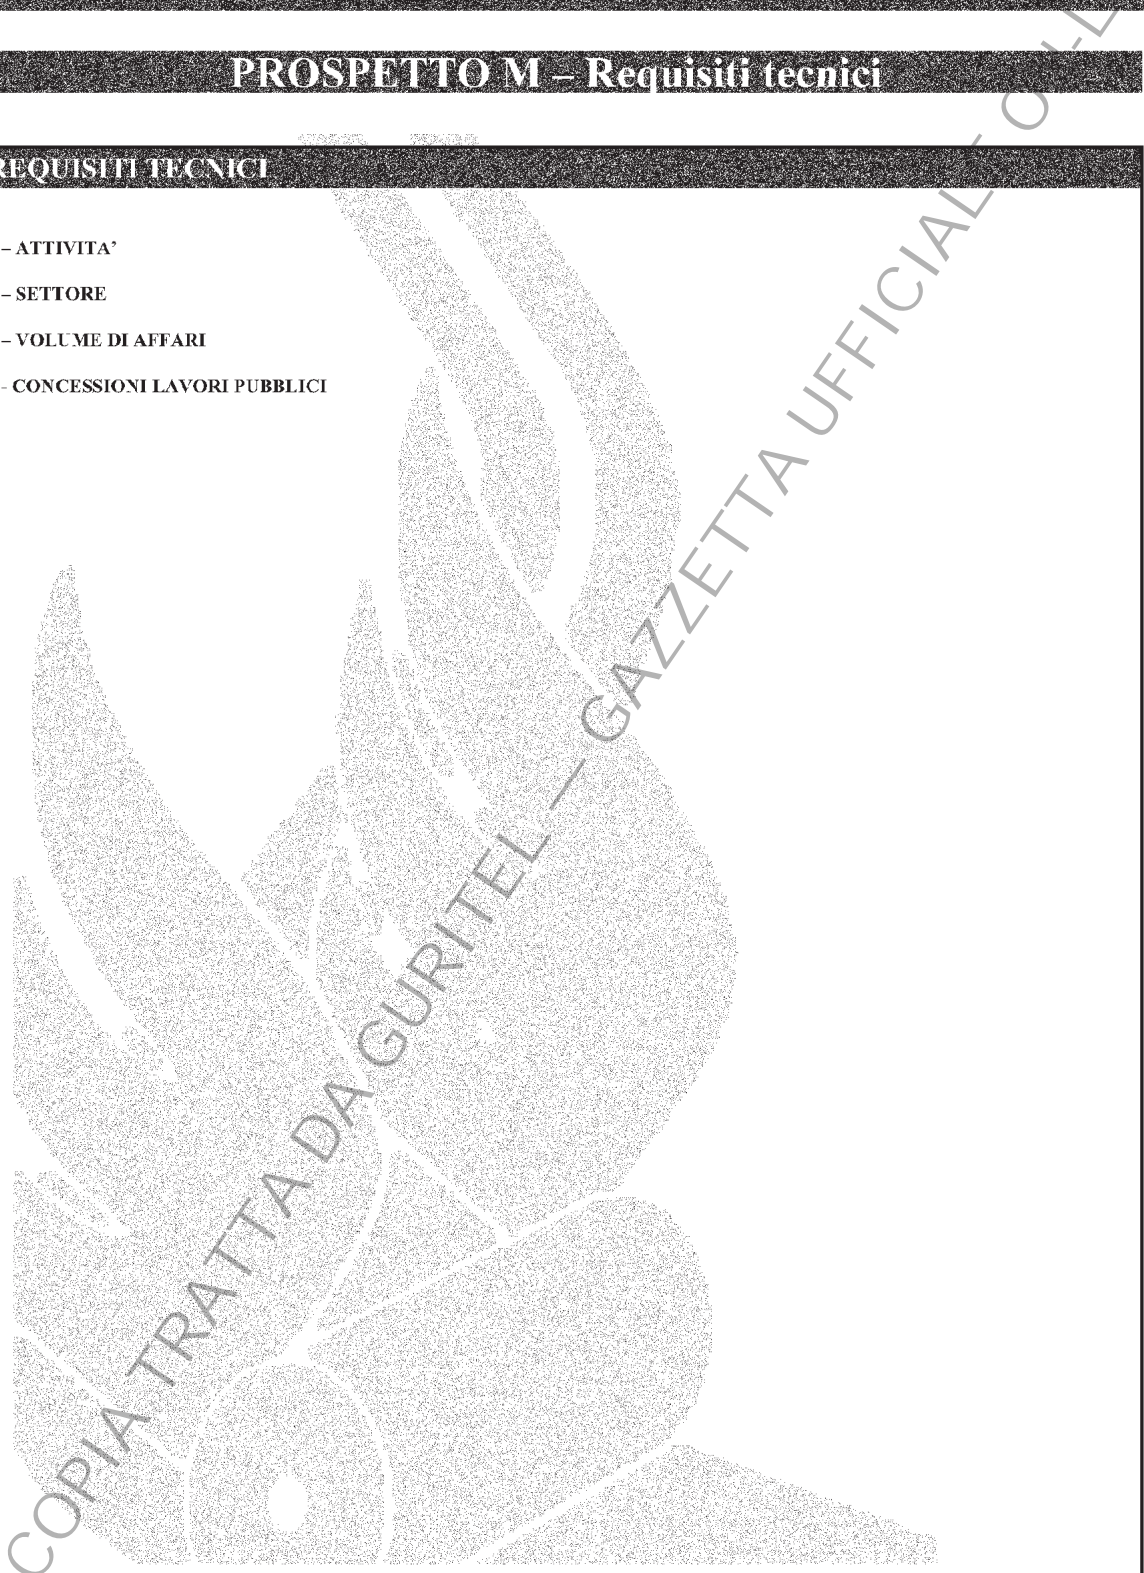 PROSPETTO M – Requisiti tecnici
REQUISITI TECNICI
– ATTIVITA’
– SETTORE
– VOLUME DI AFFARI
- CONCESSIONI LAVORI PUBBLICI
COPIA TRATTA DA GURITEL — GAZZETTA UFFICIALE